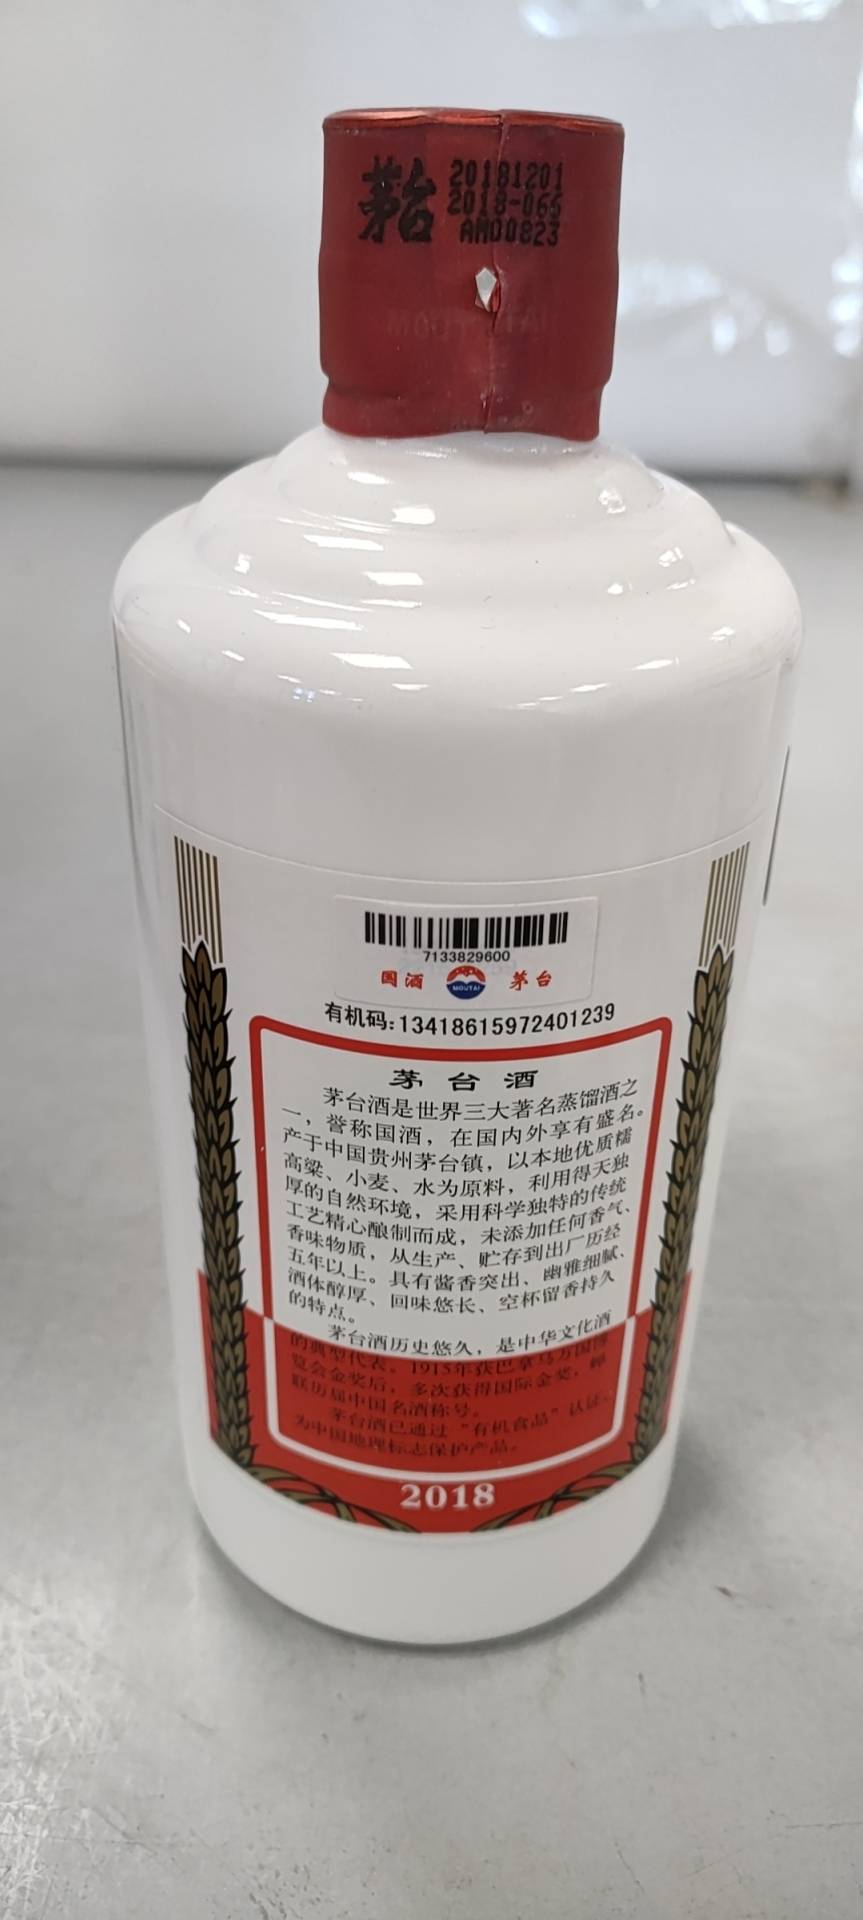 茅台
20181201
2018-066
AM00823
7133829600
国酒 MOUTAI 茅台
有机码:13418615972401239
茅台酒
茅台酒是世界三大著名蒸馏酒之
一，誉称国酒，在国内外享有盛名。
产于中国贵州茅台镇，以本地优质糯
高粱、小麦、水为原料，利用得天独
厚的自然环境，采用科学独特的传统
工艺精心酿制而成，未添加任何香气、
香味物质，从生产、贮存到出厂历经
五年以上。具有酱香突出、幽雅细腻、
酒体醇厚、回味悠长、空杯留香持久
的特点。
茅台酒历史悠久，是中华文化酒
的典型代表。1915年获巴拿马万国博
览会金奖后，多次获得国际金奖，蝉
联历届中国名酒称号。
茅台酒已通过“有机食品”认证，
为中国地理标志保护产品。
2018